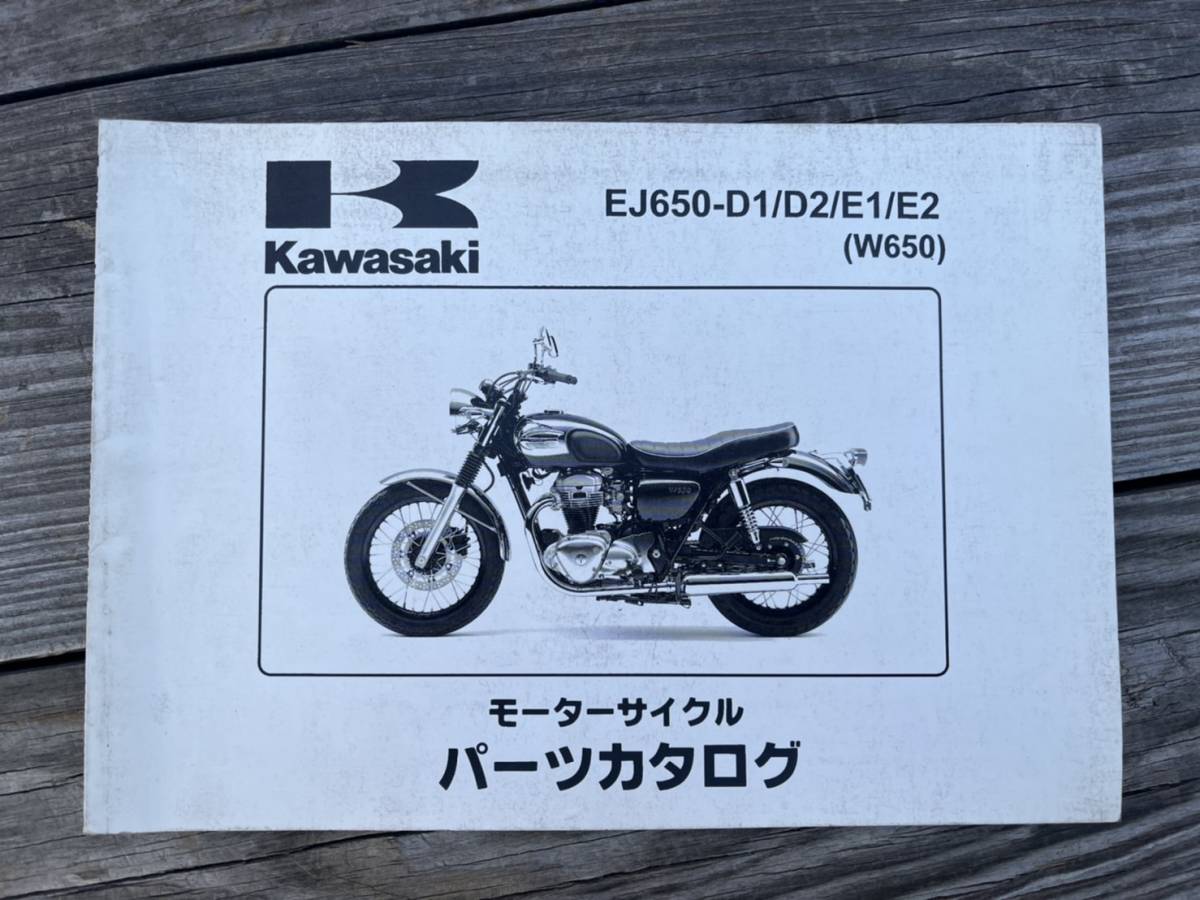 Kawasaki
EJ650-D1/D2/E1/E2
(W650)
W650
モーターサイクル
パーツカタログ